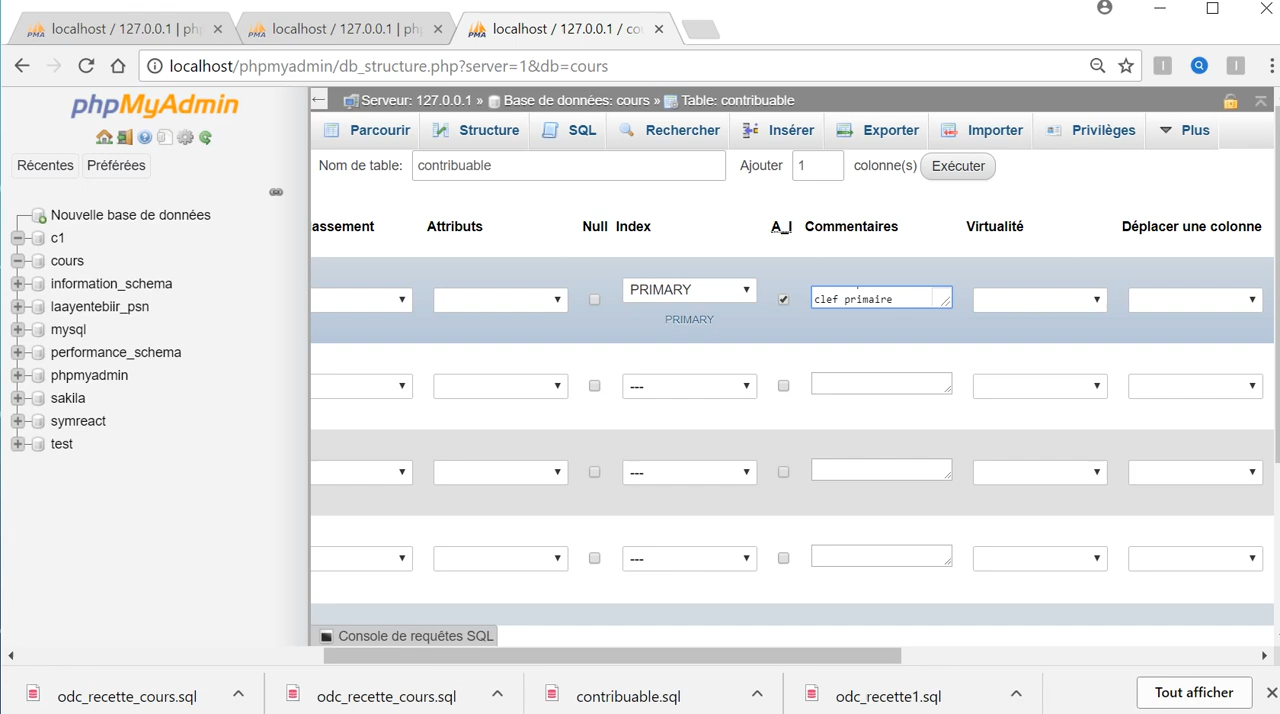 localhost / 127.0.0.1 | ph
localhost / 127.0.0.1 | ph
localhost / 127.0.0.1 / co
localhost/phpmyadmin/db_structure.php?server=1&db=cours
phpMyAdmin
Récentes
Préférées
Nouvelle base de données
c1
cours
information_schema
laayentebiir_psn
mysql
performance_schema
phpmyadmin
sakila
symreact
test
Serveur: 127.0.0.1 » Base de données: cours » Table: contribuable
Parcourir
Structure
SQL
Rechercher
Insérer
Exporter
Importer
Privilèges
Plus
Nom de table: contribuable Ajouter 1 colonne(s) Exécuter
lassement Attributs Null Index A_I Commentaires Virtualité Déplacer une colonne
PRIMARY
clef primaire
PRIMARY
---
---
---
Console de requêtes SQL
odc_recette_cours.sql
odc_recette_cours.sql
contribuable.sql
odc_recette1.sql
Tout afficher